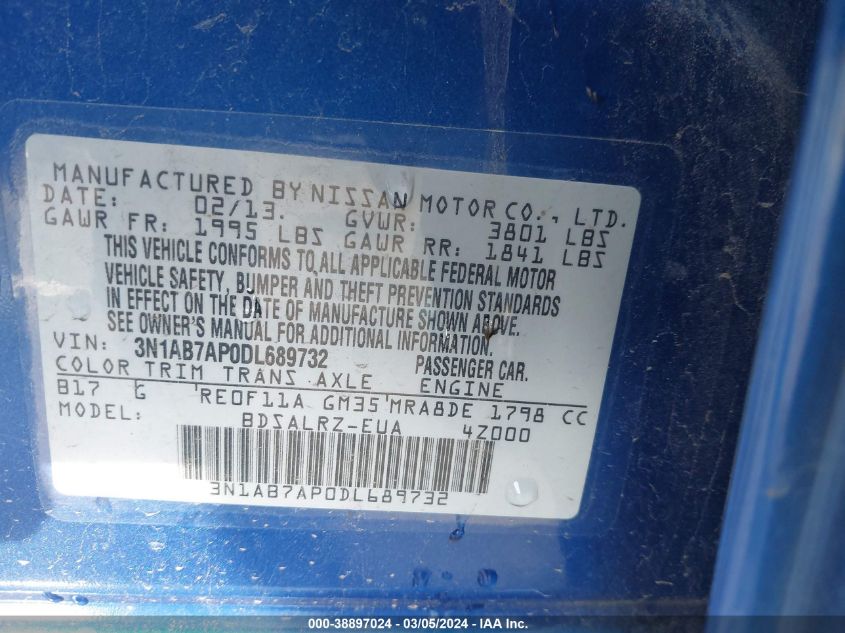 MANUFACTURED BY NISSAN MOTOR CO., LTD.
DATE: 02/13. GVWR: 3801 LBS
GAWR FR: 1995 LBS GAWR RR: 1841 LBS
THIS VEHICLE CONFORMS TO ALL APPLICABLE FEDERAL MOTOR
VEHICLE SAFETY, BUMPER AND THEFT PREVENTION STANDARDS
IN EFFECT ON THE DATE OF MANUFACTURE SHOWN ABOVE.
SEE OWNER'S MANUAL FOR ADDITIONAL INFORMATION.
VIN: 3N1AB7AP0DL689732 PASSENGER CAR.
COLOR TRIM TRANS AXLE ENGINE
B17 G RE0F11A GM35 MRA8DE 1798 CC
MODEL: BDSALRZ-EUA 4Z000
3N1AB7AP0DL689732
000-38897024 - 03/05/2024 - IAA Inc.